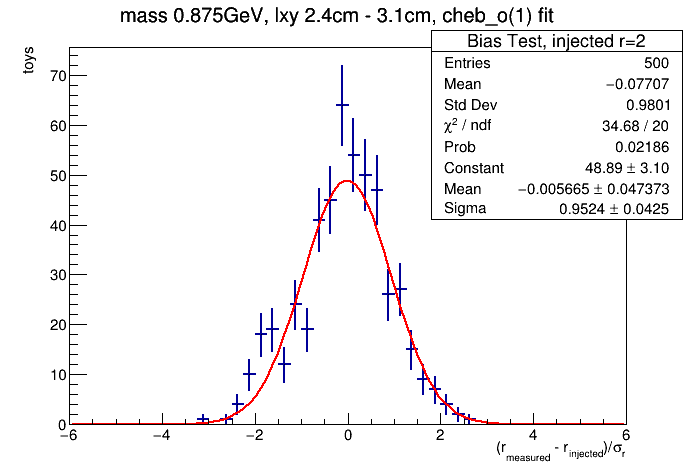 mass 0.875GeV, lxy 2.4cm - 3.1cm, cheb_o(1) fit
Bias Test, injected r=2
Entries 500
Mean −0.07707
Std Dev 0.9801
χ² / ndf 34.68 / 20
Prob 0.02186
Constant 48.89 ± 3.10
Mean −0.005665 ± 0.047373
Sigma 0.9524 ± 0.0425
toys
70
60
50
40
30
20
10
0
−6 −4 −2 0 2 4 6
(r_measured - r_injected)/σ_r